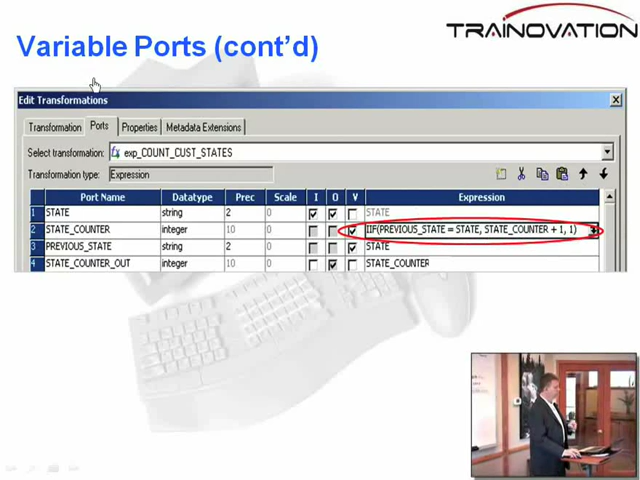 TRAINOVATION
Variable Ports (cont'd)
Edit Transformations
Transformation Ports Properties Metadata Extensions
Select transformation: fx exp_COUNT_CUST_STATES
Transformation type: Expression
Port Name Datatype Prec Scale I O V Expression
1 STATE string 2 0 STATE
2 STATE_COUNTER integer 10 0 IIF(PREVIOUS_STATE = STATE, STATE_COUNTER + 1, 1)
3 PREVIOUS_STATE string 2 0 STATE
4 STATE_COUNTER_OUT integer 10 0 STATE_COUNTER